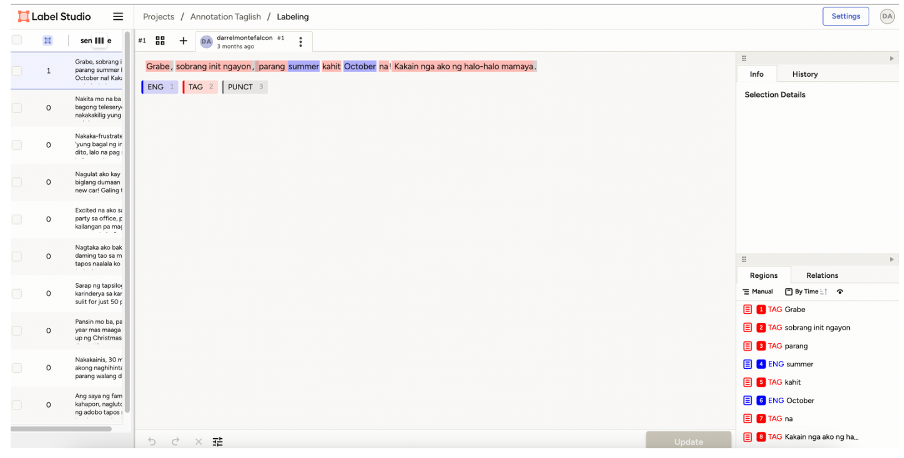 Label Studio
Projects / Annotation Taglish / Labeling
Settings
DA
sen
e
#1
DA
darrelmontefalcon #1
3 months ago
Grabe, sobrang init ngayon, parang summer kahit October na! Kakain nga ako ng halo-halo mamaya.
ENG 1
TAG 2
PUNCT 3
1
Grabe, sobrang i
parang summer
October na! Kak
0
Nakita mo na ba
bagong teleserye
nakakakilig yung
0
Nakaka-frustrate
'yung bagal ng ir
dito, lalo na pag
0
Nagulat ako kay
biglang dumaan
new car! Galing
0
Excited na ako s
party sa office, p
kailangan pa mag
0
Nagtaka ako bak
daming tao sa m
tapos naalala ko
0
Sarap ng tapsilog
karinderya sa kar
sulit for just 50 p
0
Pansin mo ba, pa
year mas maaga
up ng Christmas
0
Nakakainis, 30 m
akong naghihinta
parang walang d
0
Ang saya ng fam
kahapon, nagluto
ng adobo tapos
Update
Info
History
Selection Details
Regions
Relations
Manual
By Time
1 TAG Grabe
2 TAG sobrang init ngayon
3 TAG parang
4 ENG summer
5 TAG kahit
6 ENG October
7 TAG na
8 TAG Kakain nga ako ng ha...